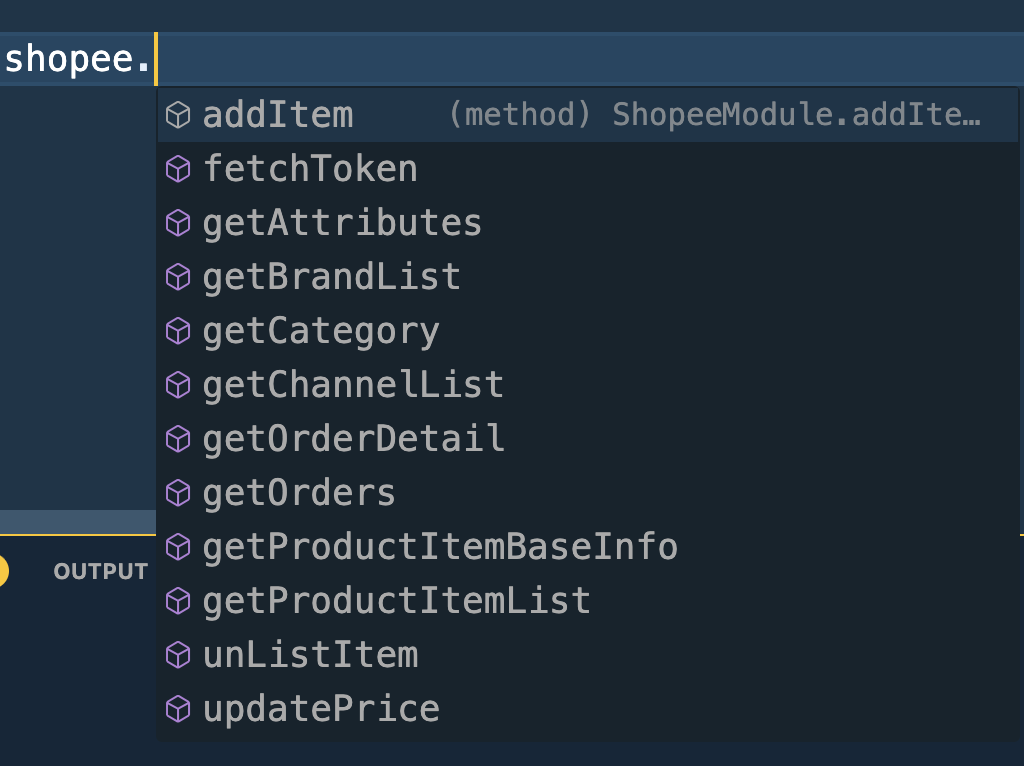 shopee.
addItem (method) ShopeeModule.addIte…
fetchToken
getAttributes
getBrandList
getCategory
getChannelList
getOrderDetail
getOrders
getProductItemBaseInfo
OUTPUT
getProductItemList
unListItem
updatePrice